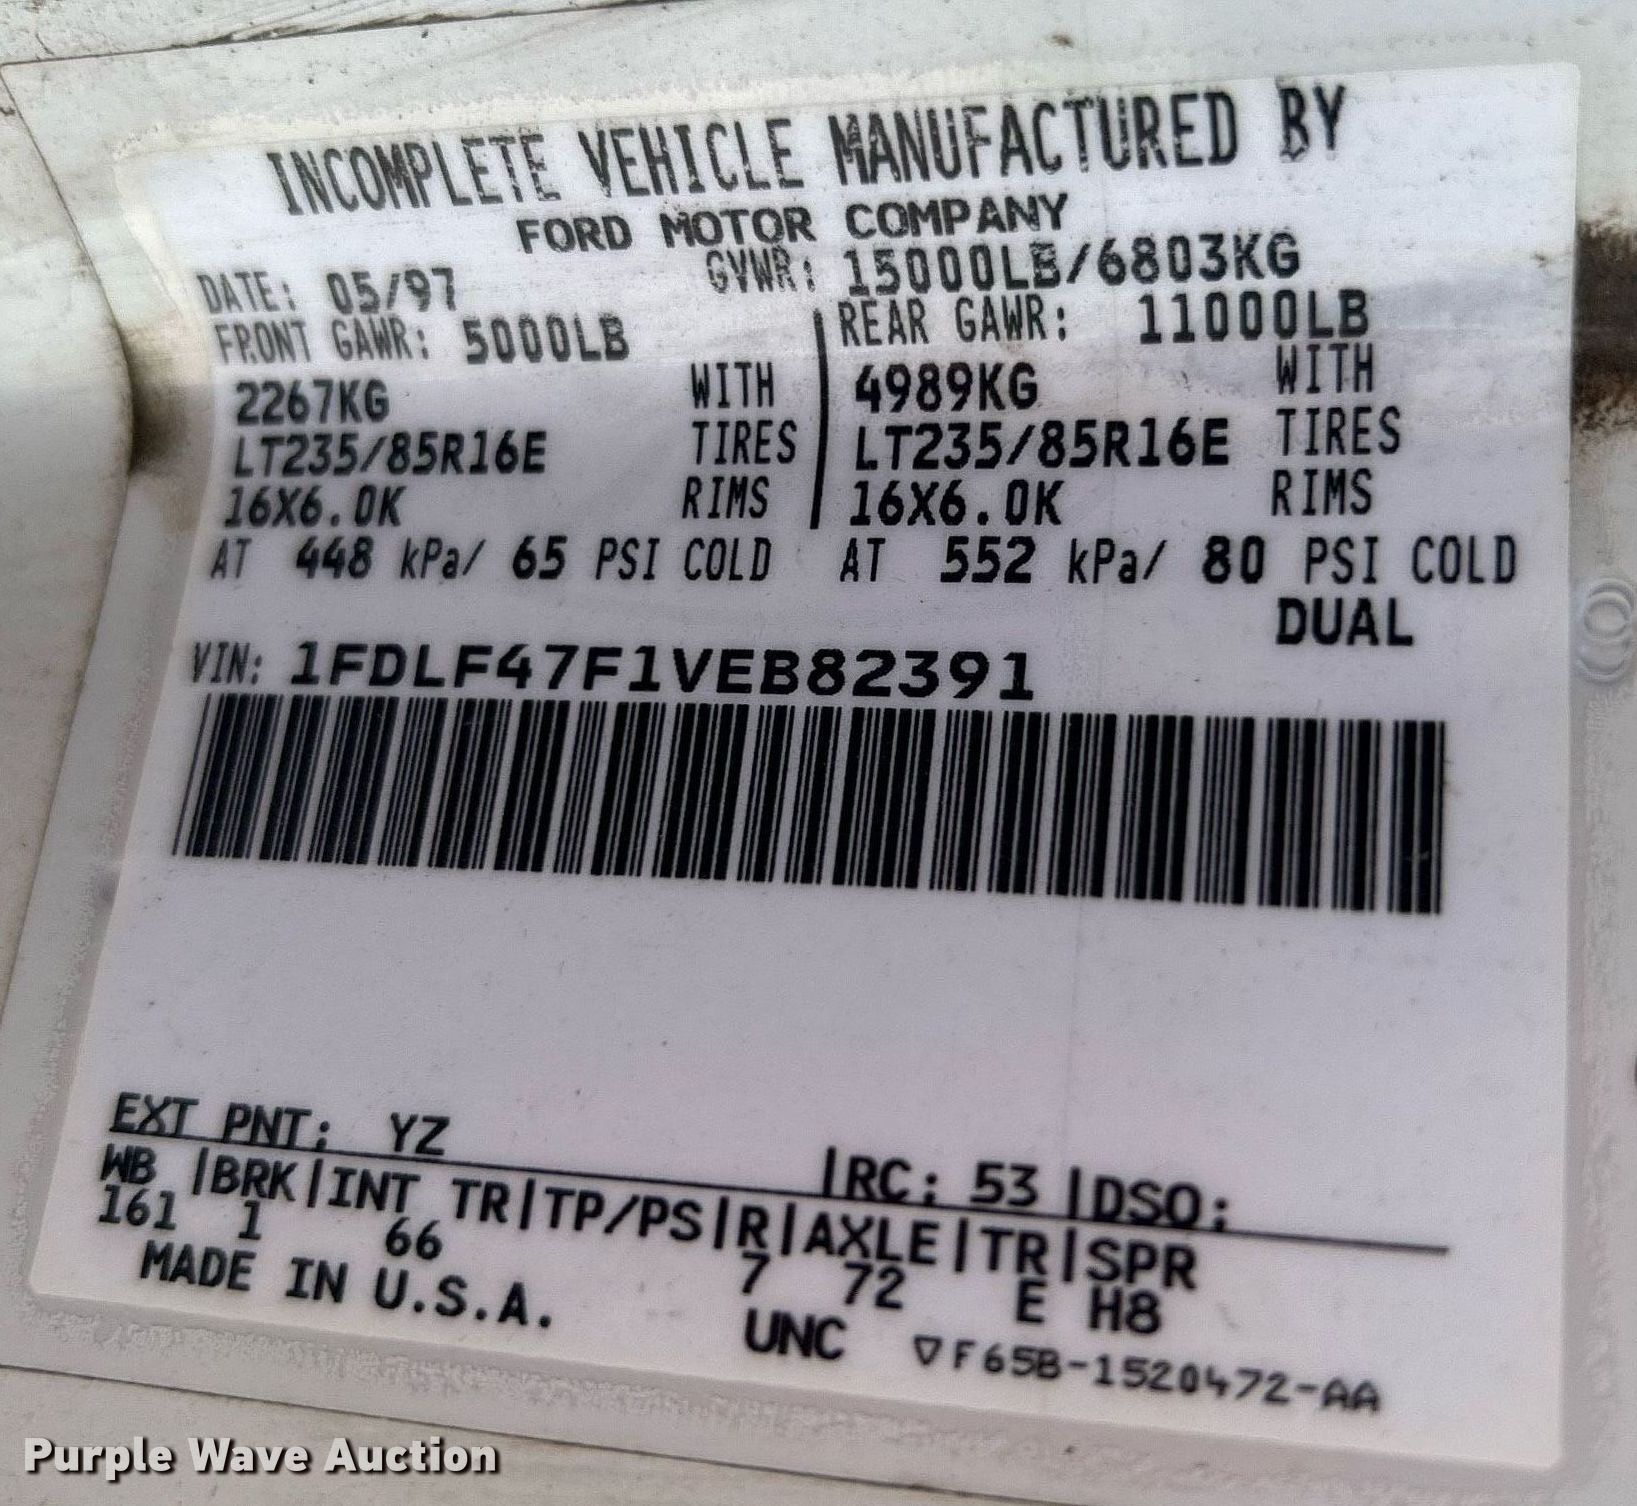 INCOMPLETE VEHICLE MANUFACTURED BY
FORD MOTOR COMPANY
DATE: 05/97 GVWR: 15000LB/6803KG
FRONT GAWR: 5000LB REAR GAWR: 11000LB
2267KG WITH 4989KG WITH
LT235/85R16E TIRES LT235/85R16E TIRES
16X6.0K RIMS 16X6.0K RIMS
AT 448 kPa/ 65 PSI COLD AT 552 kPa/ 80 PSI COLD
DUAL
VIN: 1FDLF47F1VEB82391
EXT PNT: YZ |RC: 53 |DSO:
WB |BRK|INT TR|TP/PS|R|AXLE|TR|SPR
161 1 66 7 72 E H8
MADE IN U.S.A. UNC ▽F65B-1520472-AA
Purple Wave Auction